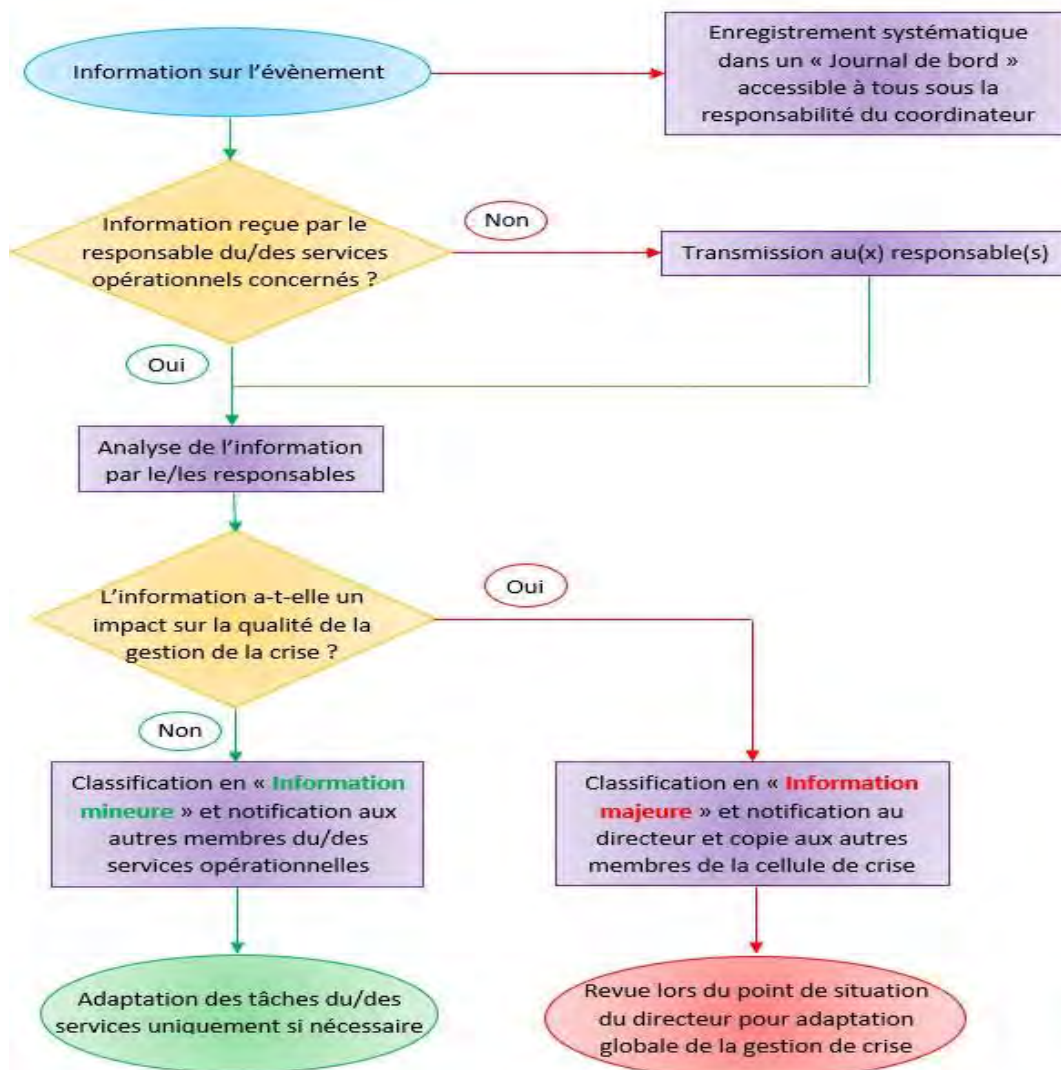 Information sur l'évènement
Enregistrement systématique
dans un « Journal de bord »
accessible à tous sous la
responsabilité du coordinateur
Information reçue par le
responsable du/des services
opérationnels concernés ?
Non
Transmission au(x) responsable(s)
Oui
Analyse de l'information
par le/les responsables
L'information a-t-elle un
impact sur la qualité de la
gestion de la crise ?
Oui
Non
Classification en « Information
mineure » et notification aux
autres membres du/des
services opérationnelles
Classification en « Information
majeure » et notification au
directeur et copie aux autres
membres de la cellule de crise
Adaptation des tâches du/des
services uniquement si nécessaire
Revue lors du point de situation
du directeur pour adaptation
globale de la gestion de crise